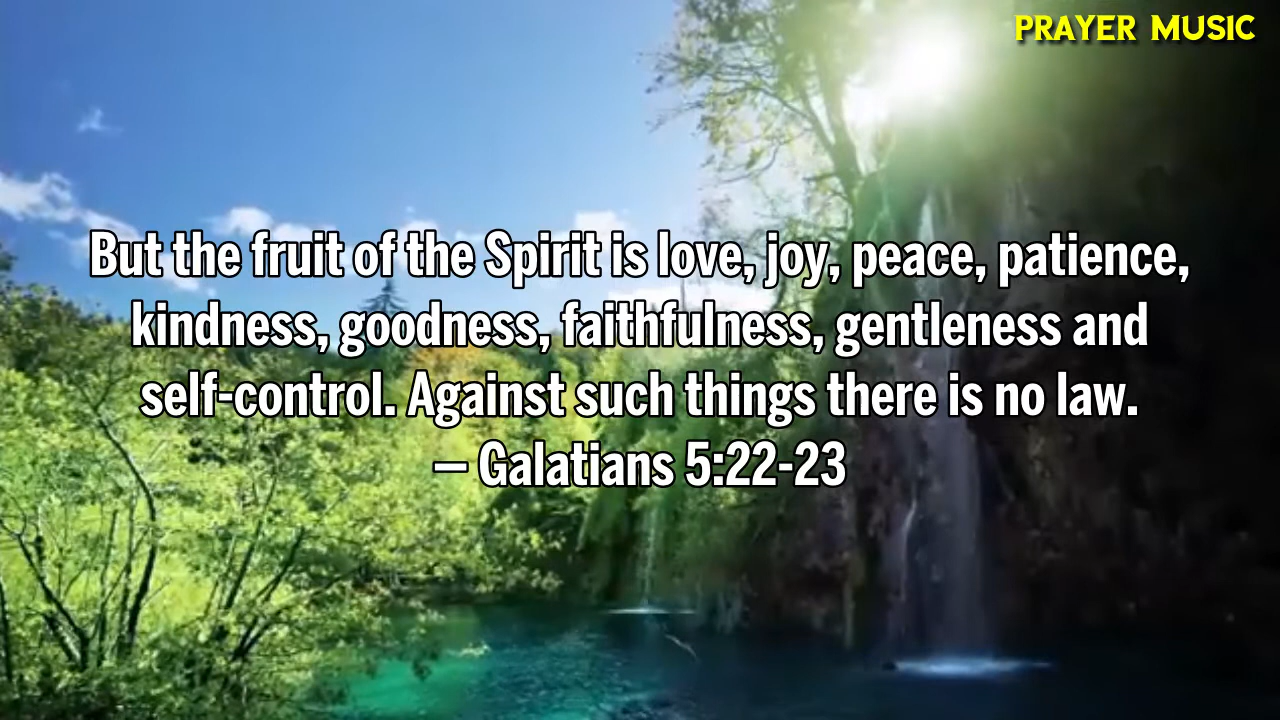 PRAYER MUSIC
But the fruit of the Spirit is love, joy, peace, patience,
kindness, goodness, faithfulness, gentleness and
self-control. Against such things there is no law.
– Galatians 5:22-23